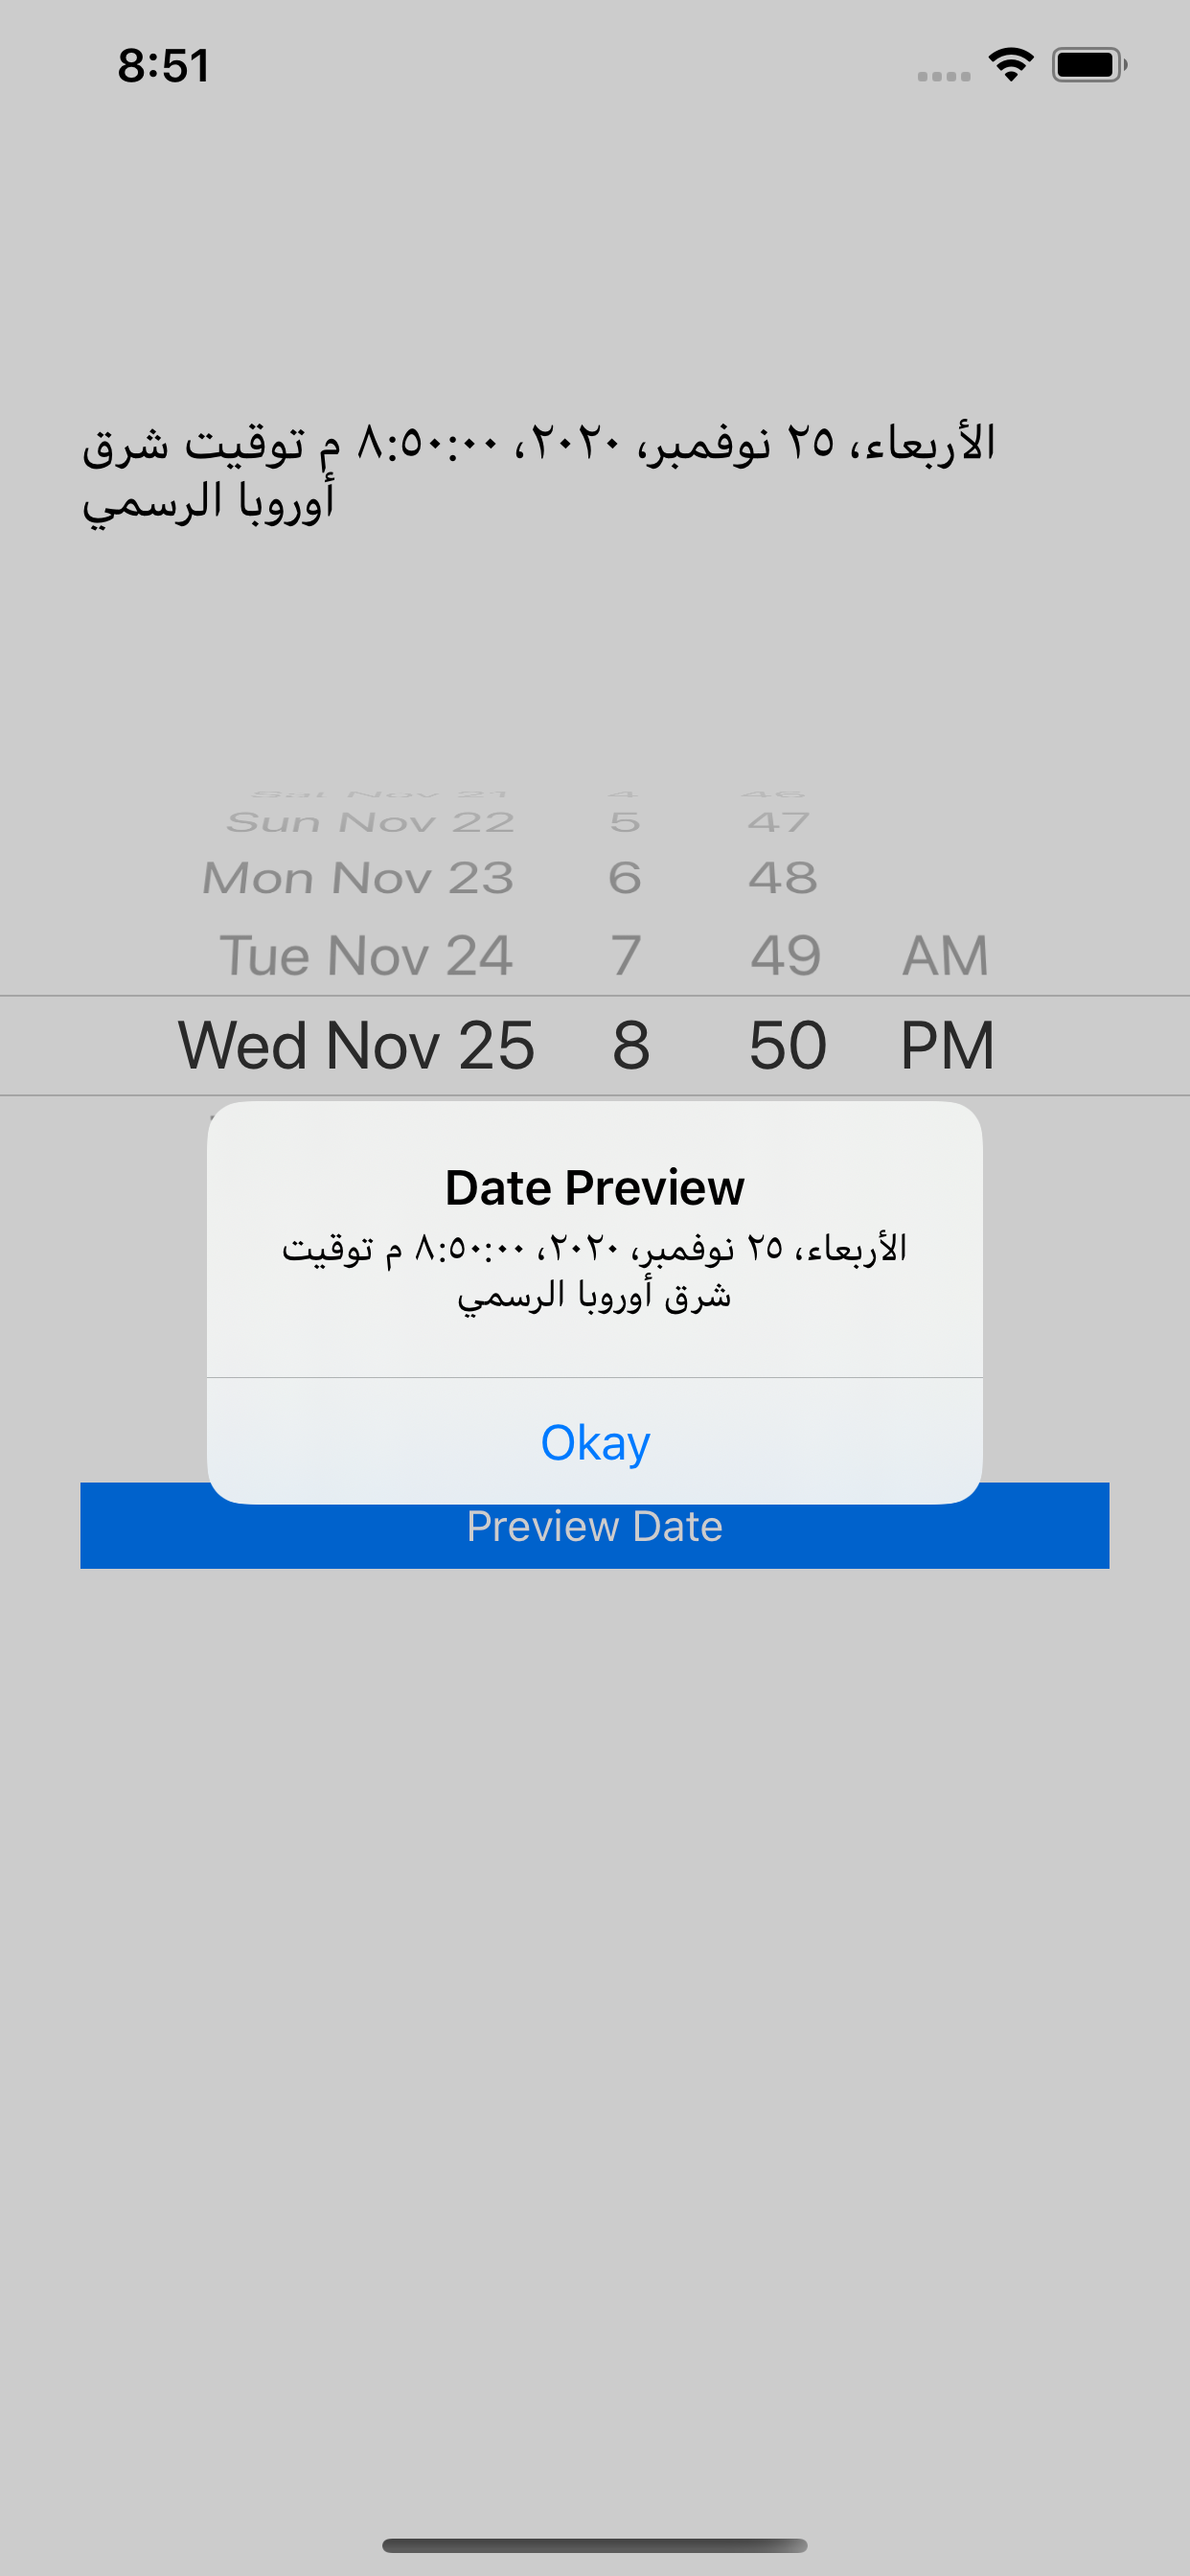 8:51
الأربعاء، ٢٥ نوفمبر، ٢٠٢٠، ٨:٥٠:٠٠ م توقيت شرق
أوروبا الرسمي
Sat Nov 21 4 46
Sun Nov 22 5 47
Mon Nov 23 6 48
Tue Nov 24 7 49 AM
Wed Nov 25 8 50 PM
Date Preview
الأربعاء، ٢٥ نوفمبر، ٢٠٢٠، ٨:٥٠:٠٠ م توقيت
شرق أوروبا الرسمي
Okay
Preview Date